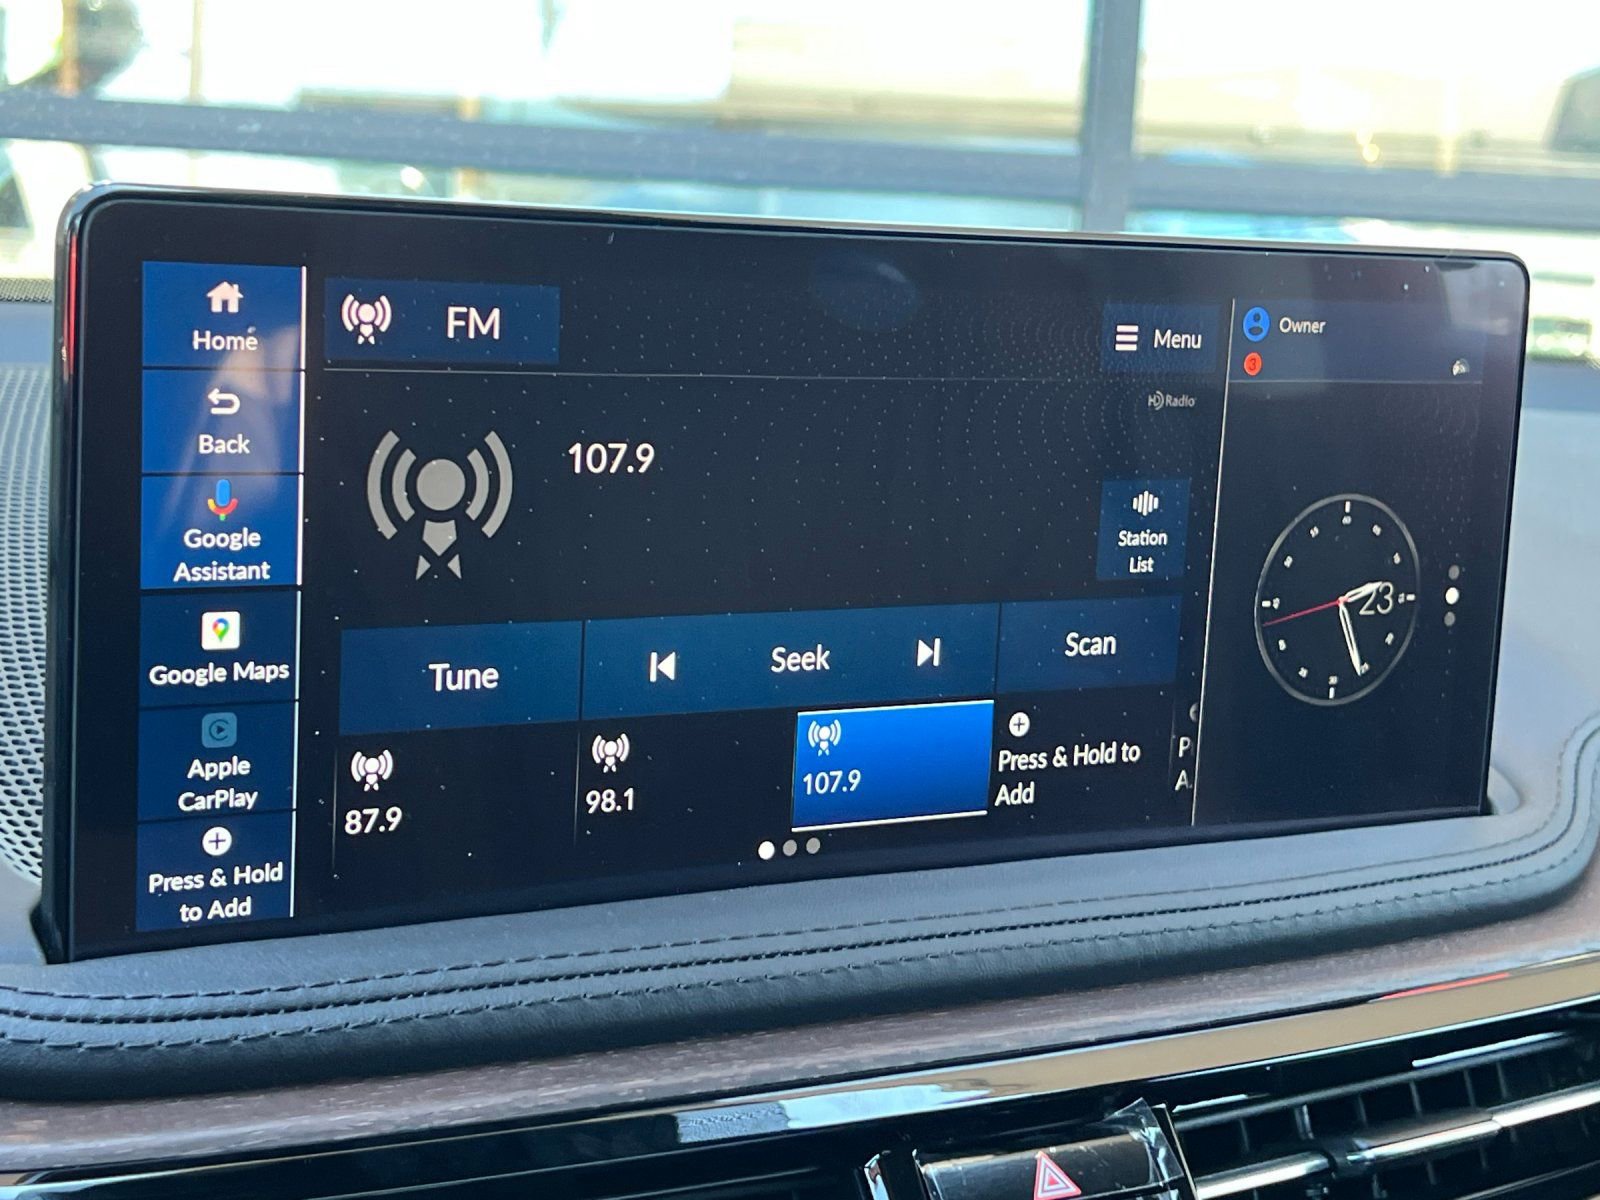 Home
FM
Menu
Owner
3
HD Radio
Back
107.9
Google
Assistant
Station
List
23
Google Maps
Tune
Seek
Scan
Apple
CarPlay
87.9
98.1
107.9
Press & Hold to
Add
P
A
Press & Hold
to Add